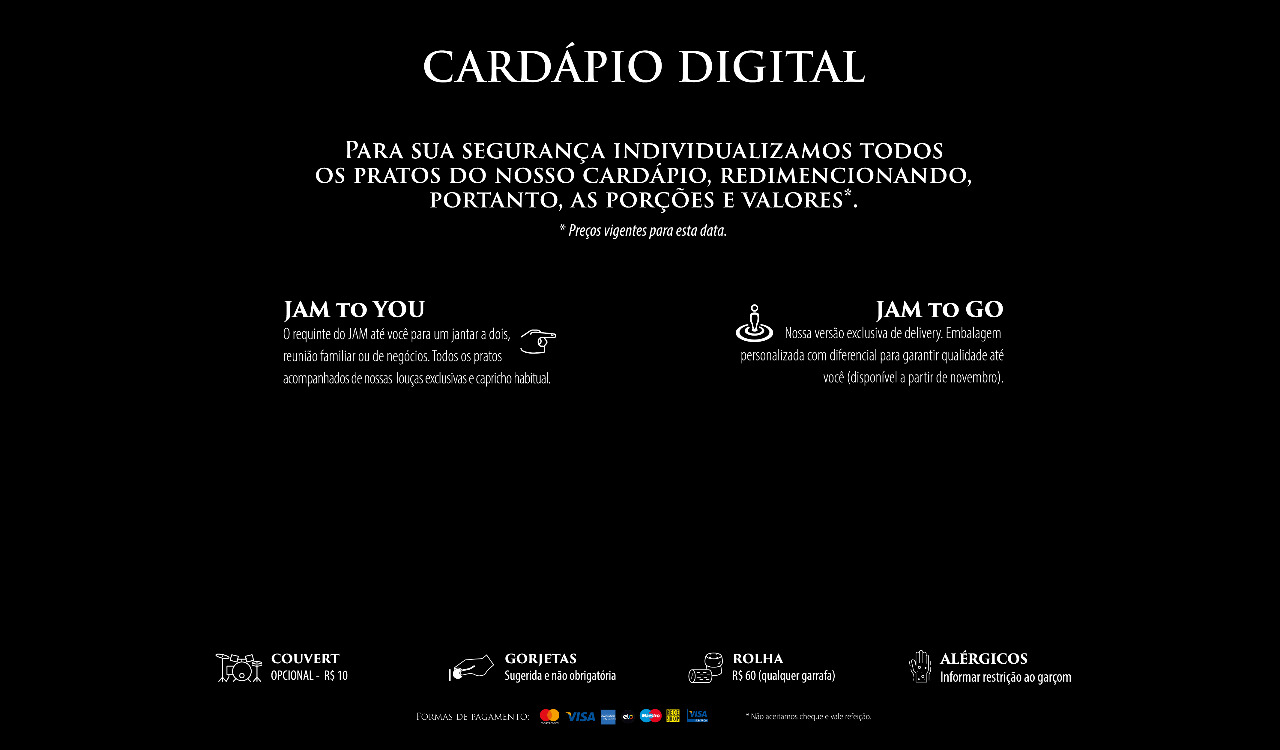 CARDÁPIO DIGITAL
PARA SUA SEGURANÇA INDIVIDUALIZAMOS TODOS
OS PRATOS DO NOSSO CARDÁPIO, REDIMENCIONANDO,
PORTANTO, AS PORÇÕES E VALORES*.
* Preços vigentes para esta data.
JAM TO YOU
O requinte do JAM até você para um jantar a dois,
reunião familiar ou de negócios. Todos os pratos
acompanhados de nossas louças exclusivas e capricho habitual.
JAM TO GO
Nossa versão exclusiva de delivery. Embalagem
personalizada com diferencial para garantir qualidade até
você (disponível a partir de novembro).
COUVERT
OPCIONAL - R$ 10
GORJETAS
Sugerida e não obrigatória
ROLHA
R$ 60 (qualquer garrafa)
ALÉRGICOS
Informar restrição ao garçom
FORMAS DE PAGAMENTO: VISA elo Maestro VISA
* Não aceitamos cheque e vale refeição.